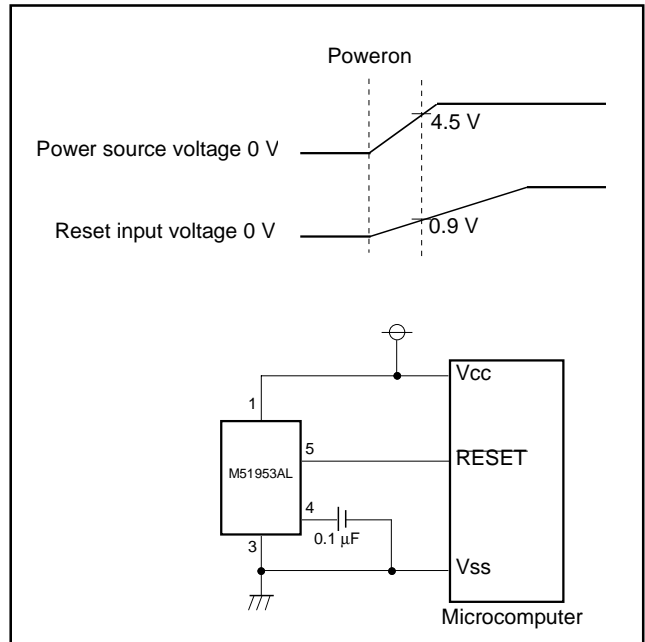 Poweron
4.5 V
Power source voltage 0 V
Reset input voltage 0 V
0.9 V
Vcc
1
5
RESET
M51953AL
4
0.1 µF
3
Vss
Microcomputer